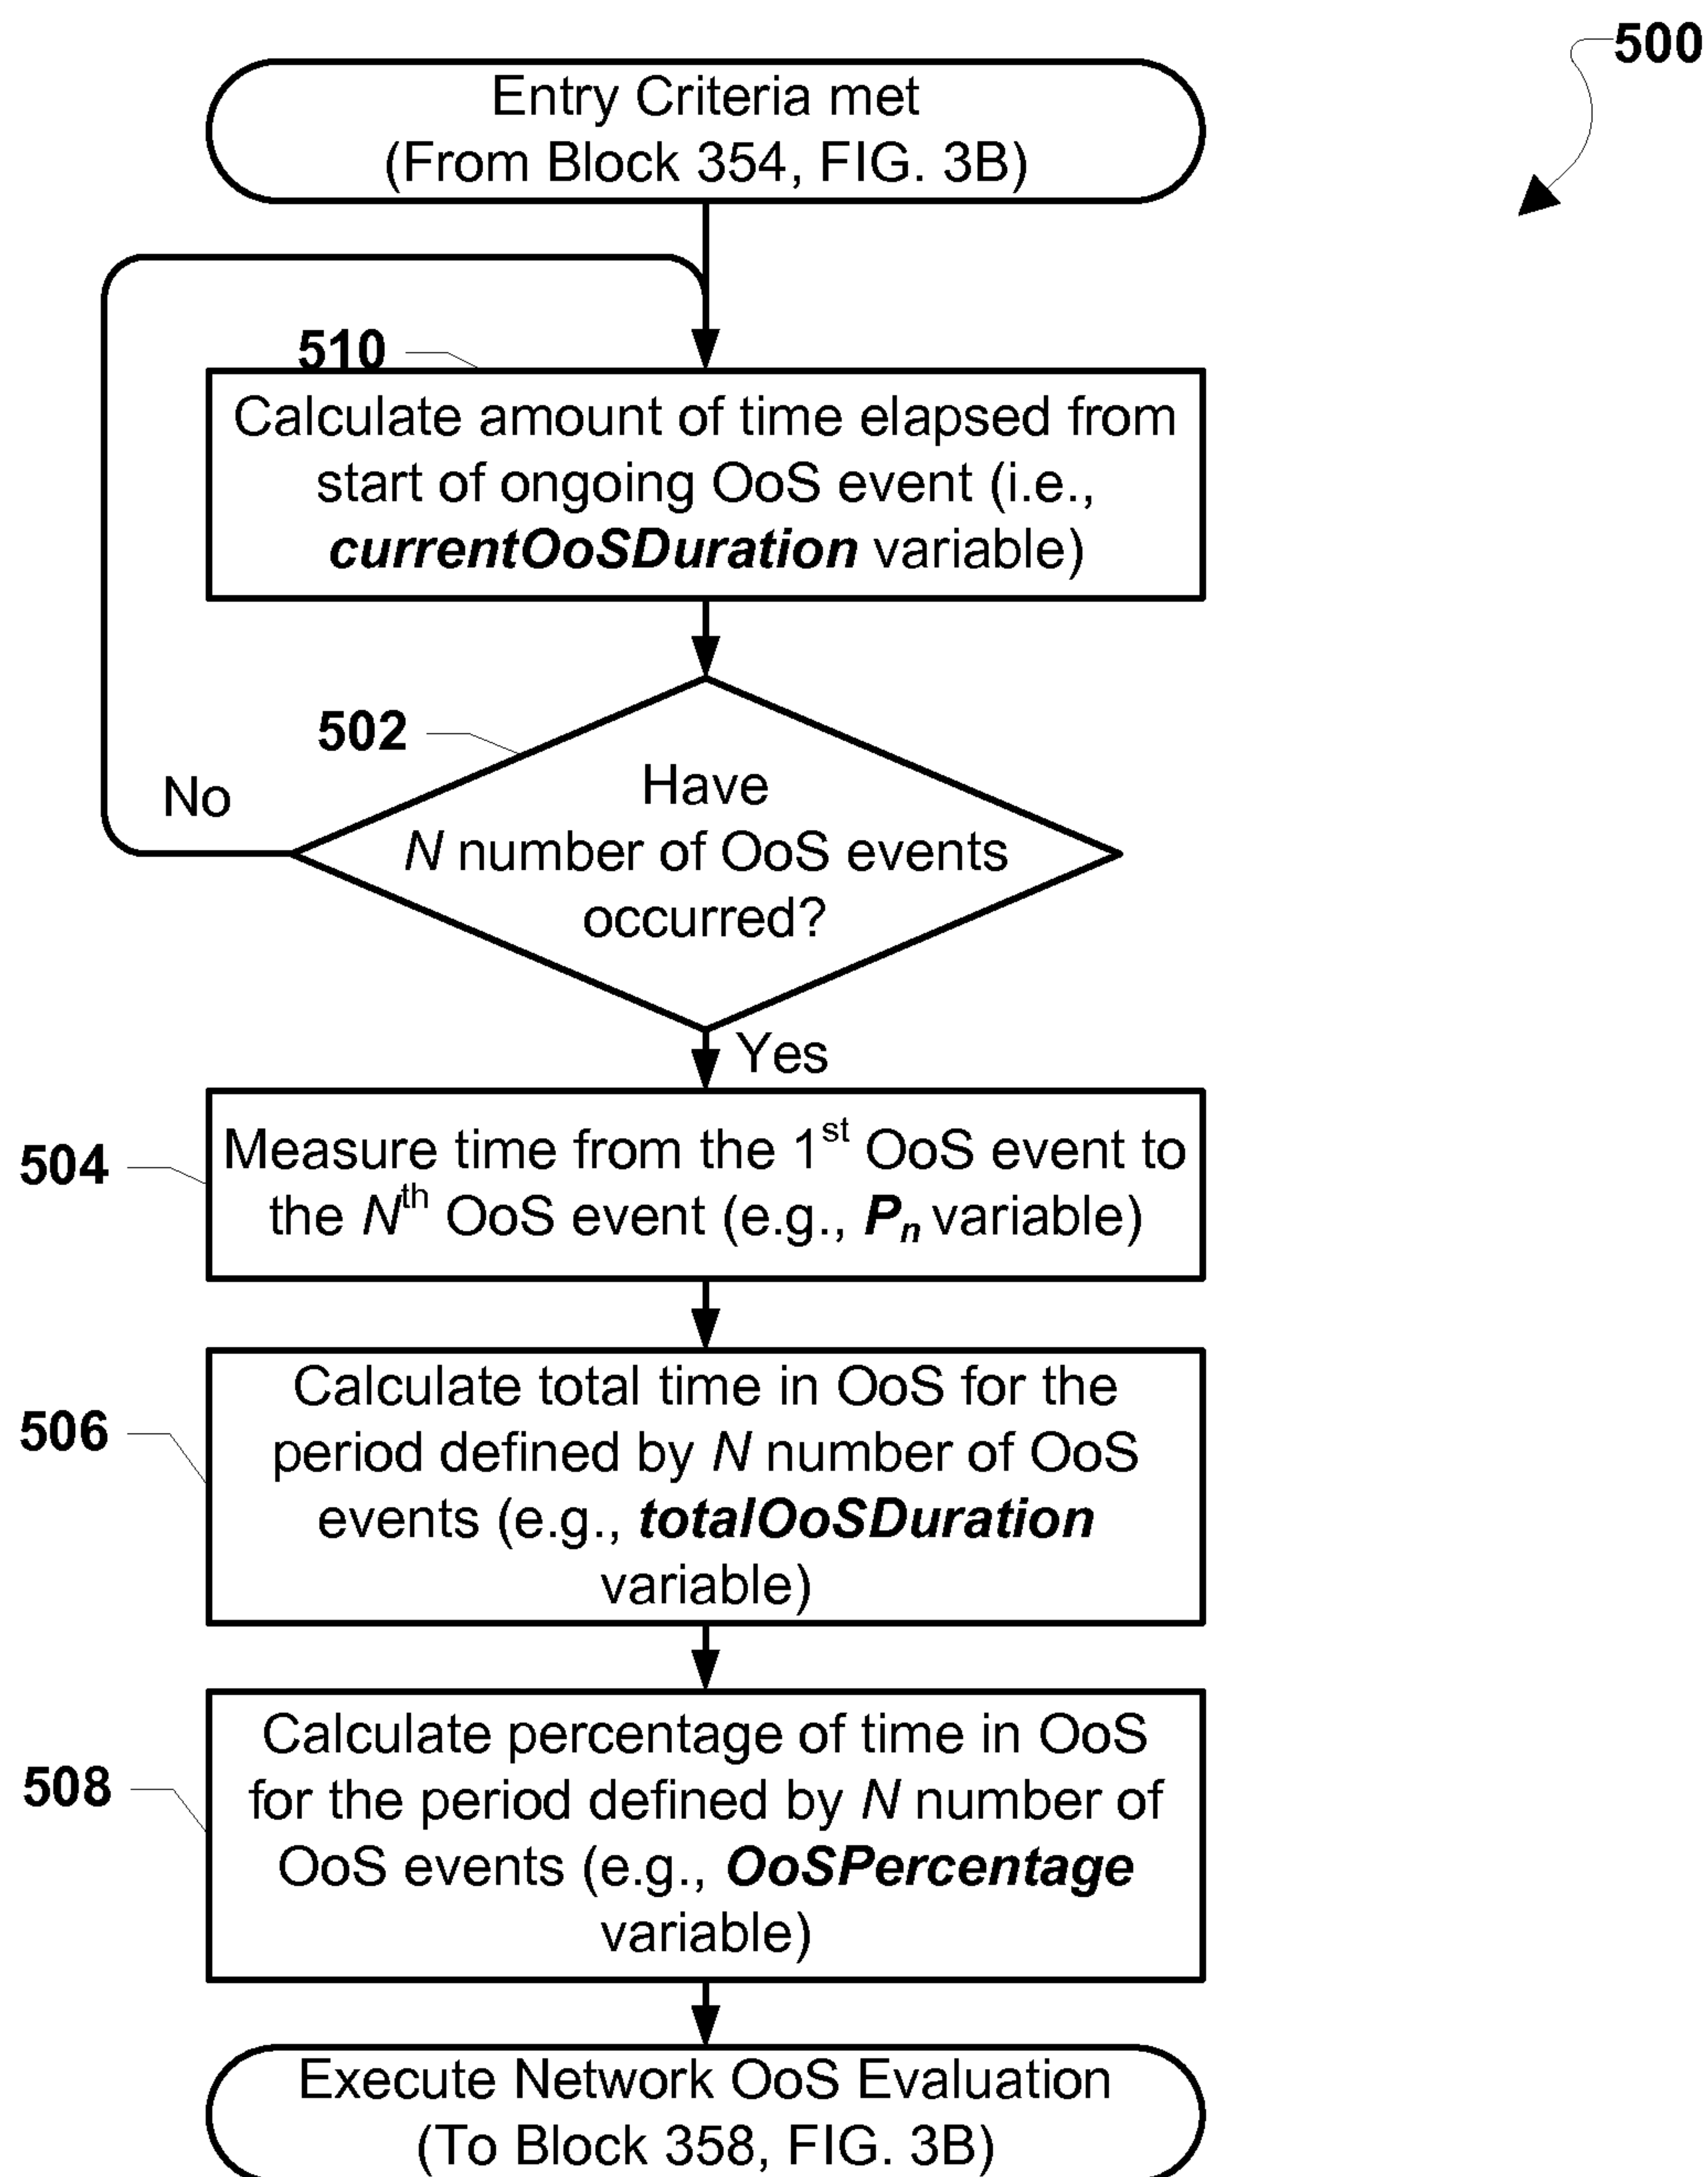 500
Entry Criteria met
(From Block 354, FIG. 3B)
510
Calculate amount of time elapsed from
start of ongoing OoS event (i.e.,
currentOoSDuration variable)
502
Have
N number of OoS events
occurred?
No
Yes
504
Measure time from the 1st OoS event to
the Nth OoS event (e.g., Pn variable)
506
Calculate total time in OoS for the
period defined by N number of OoS
events (e.g., totalOoSDuration
variable)
508
Calculate percentage of time in OoS
for the period defined by N number of
OoS events (e.g., OoSPercentage
variable)
Execute Network OoS Evaluation
(To Block 358, FIG. 3B)